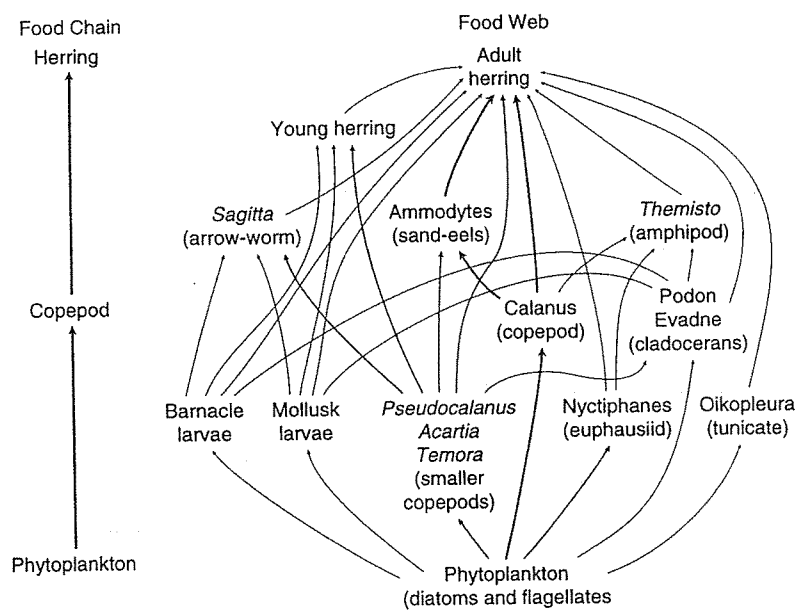 Food Chain
Herring
Copepod
Phytoplankton
Food Web
Adult
herring
Young herring
Sagitta
(arrow-worm)
Ammodytes
(sand-eels)
Themisto
(amphipod)
Calanus
(copepod)
Podon
Evadne
(cladocerans)
Barnacle
larvae
Mollusk
larvae
Pseudocalanus
Acartia
Temora
(smaller
copepods)
Nyctiphanes
(euphausiid)
Oikopleura
(tunicate)
Phytoplankton
(diatoms and flagellates